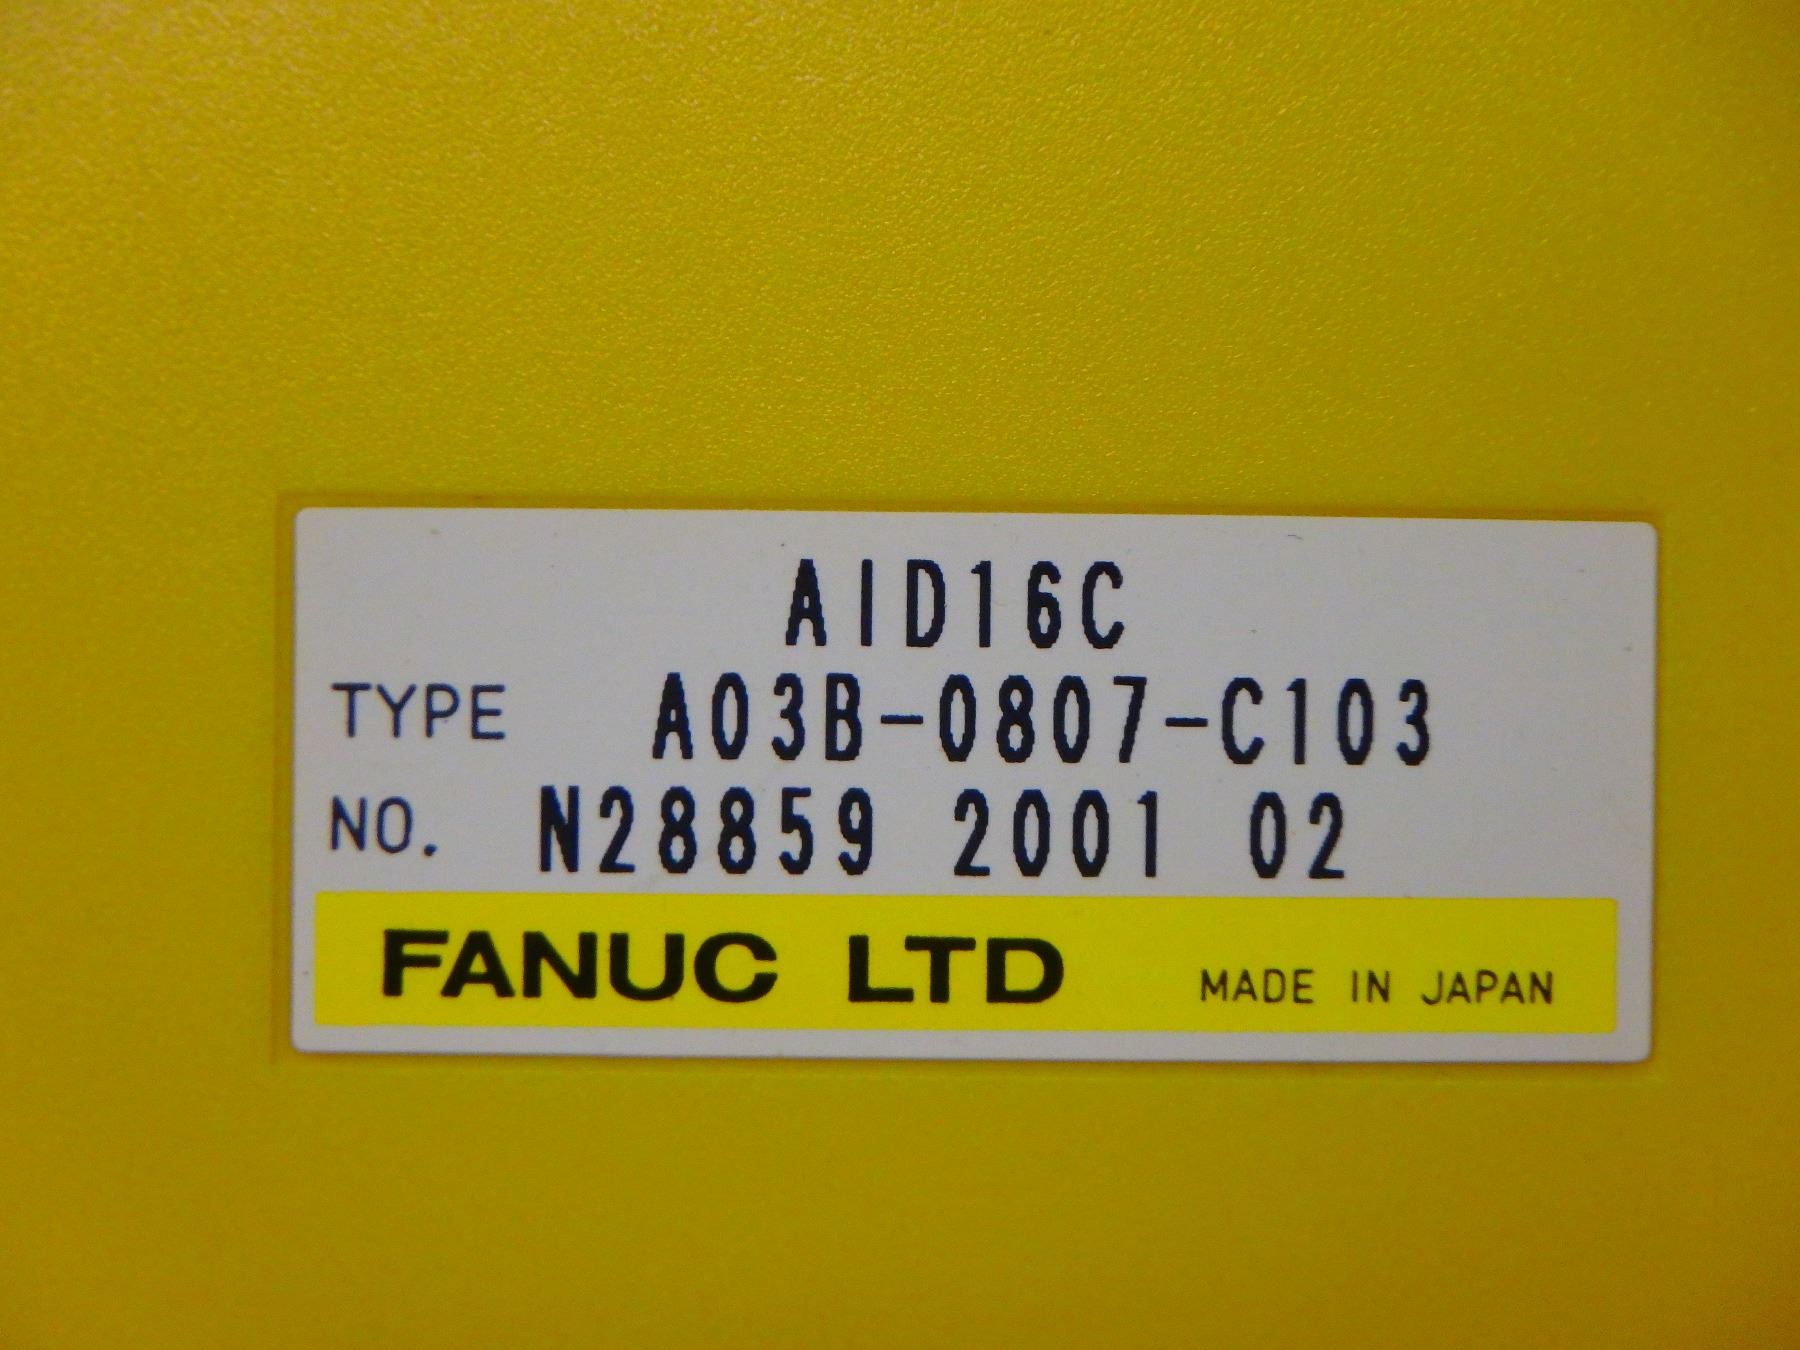 AID16C
TYPE A03B-0807-C103
NO. N28859 2001 02
FANUC LTD MADE IN JAPAN